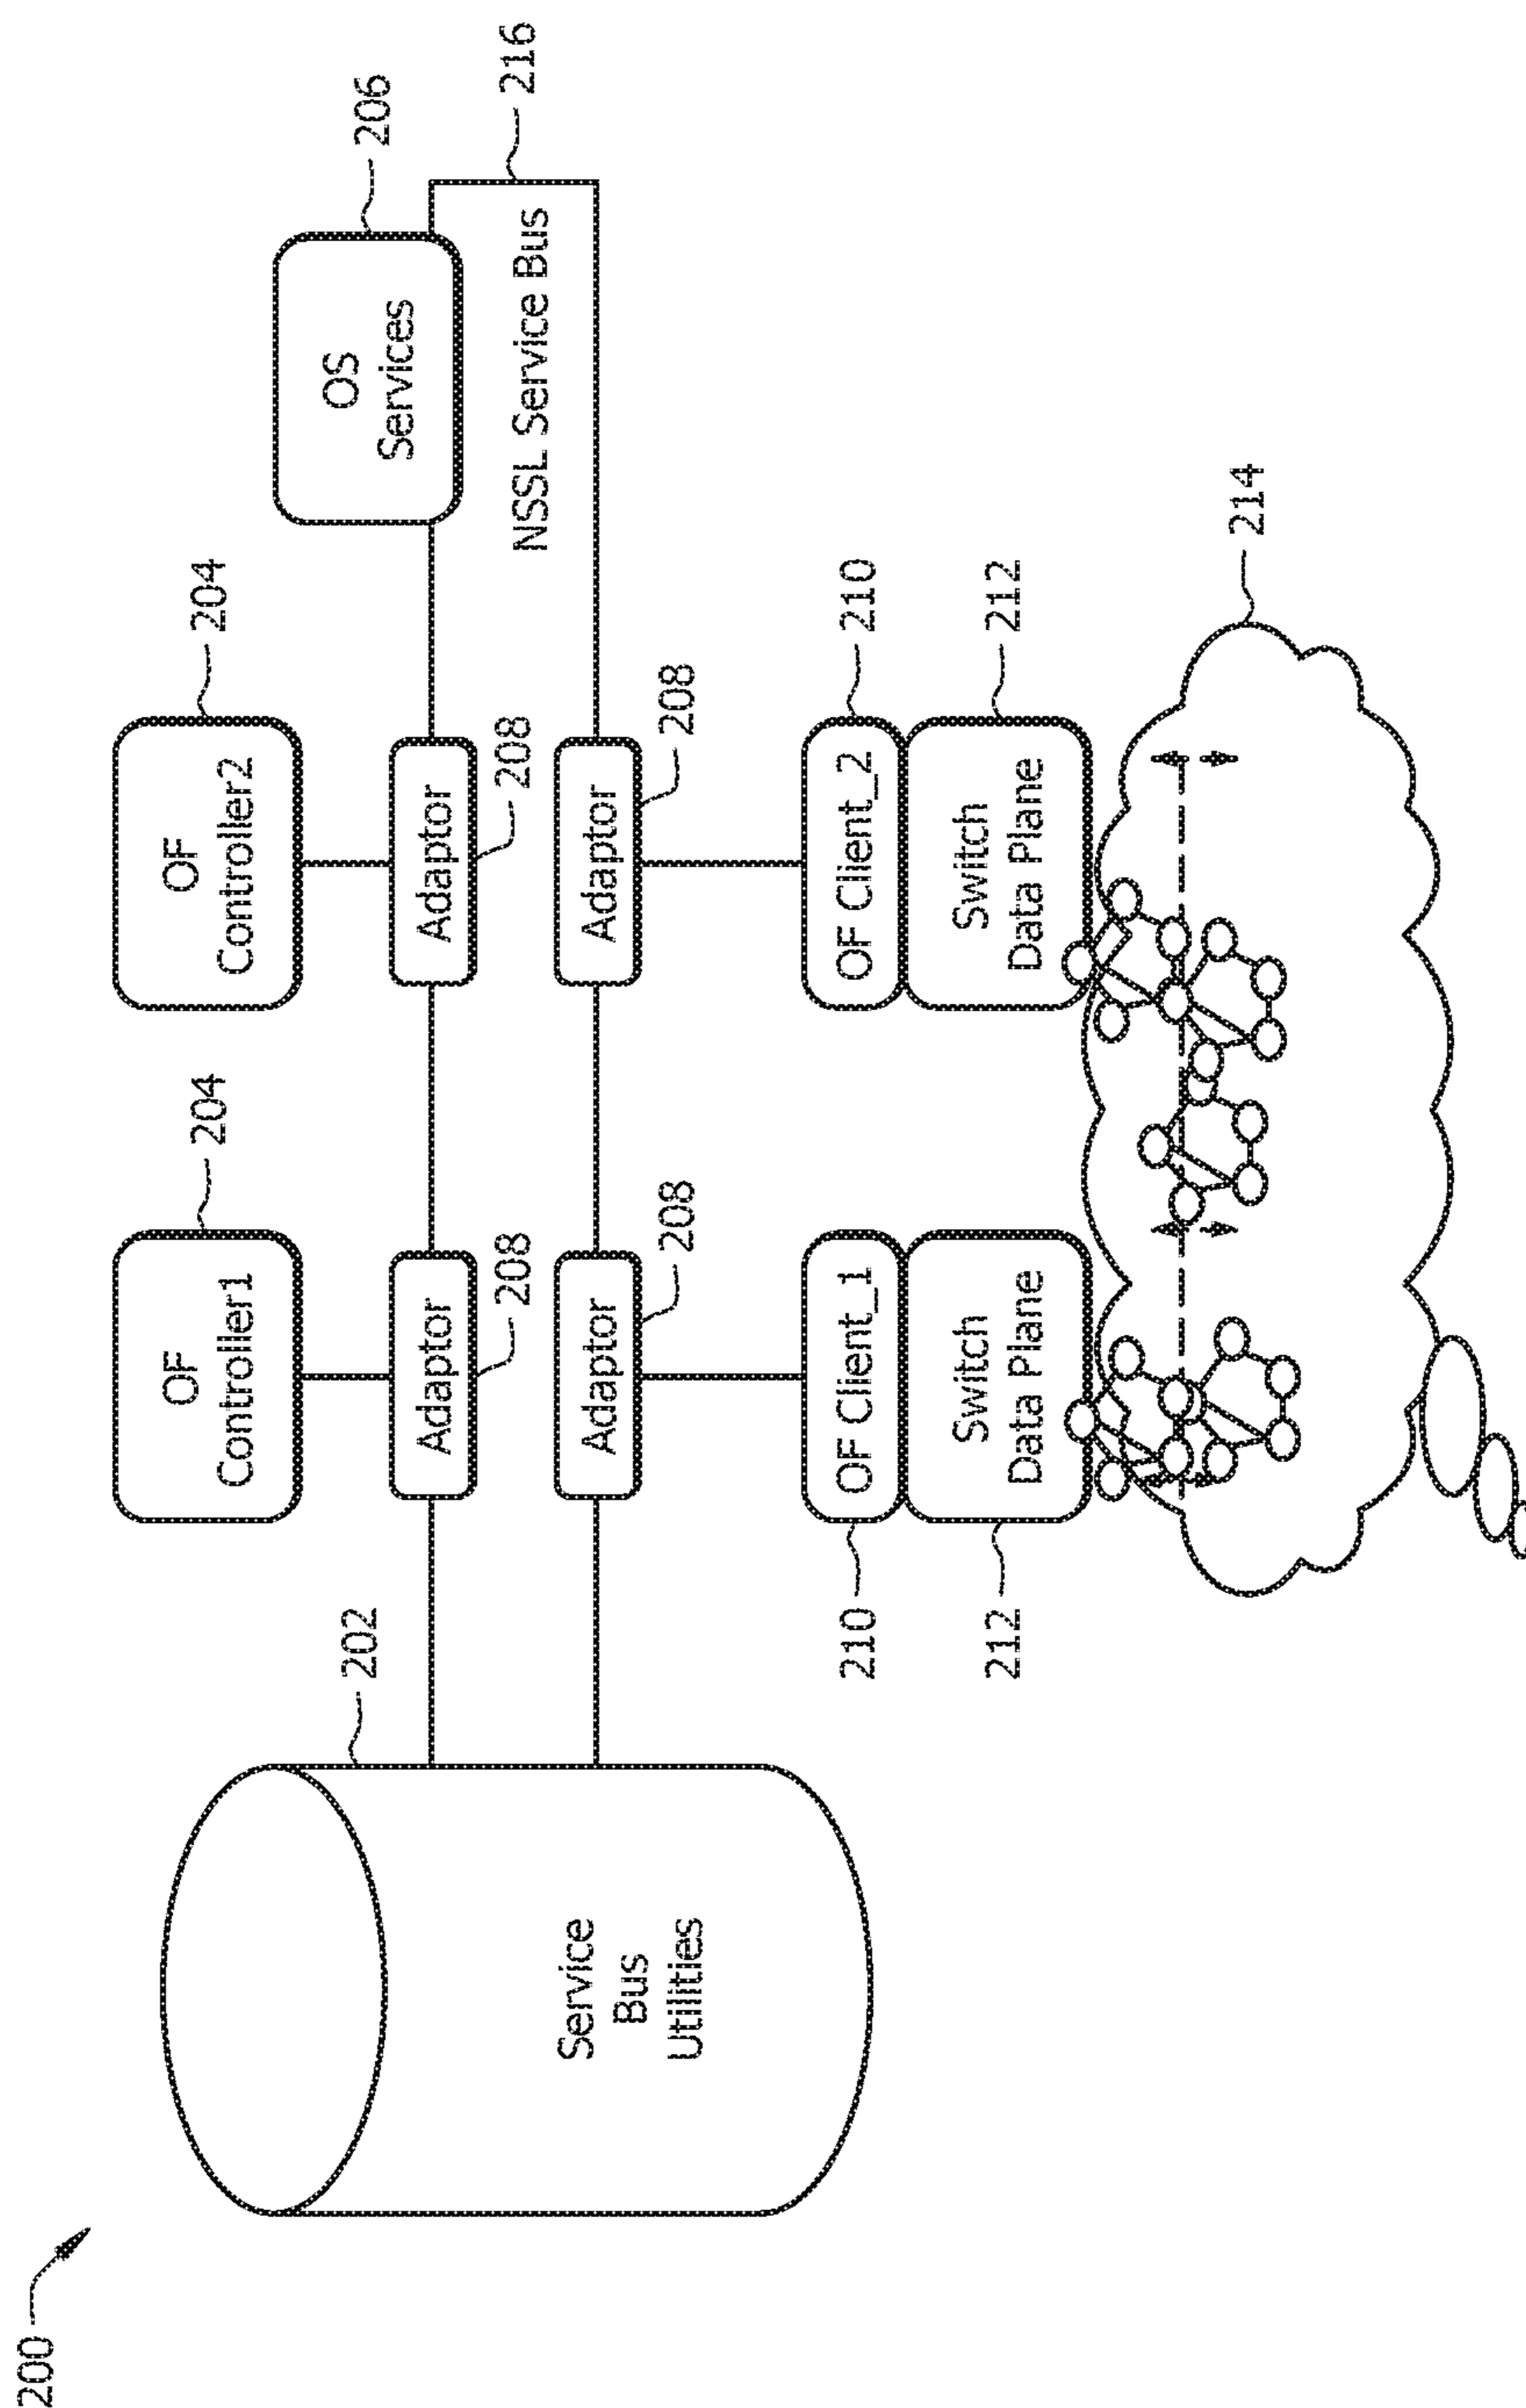 200
202
Service
Bus
Utilities
204
OF
Controller1
204
OF
Controller2
206
OS
Services
216
NSSL Service Bus
Adaptor
208
Adaptor
208
Adaptor
208
Adaptor
208
210
OF Client_1
OF Client_2
210
212
Switch
Data Plane
Switch
Data Plane
212
214